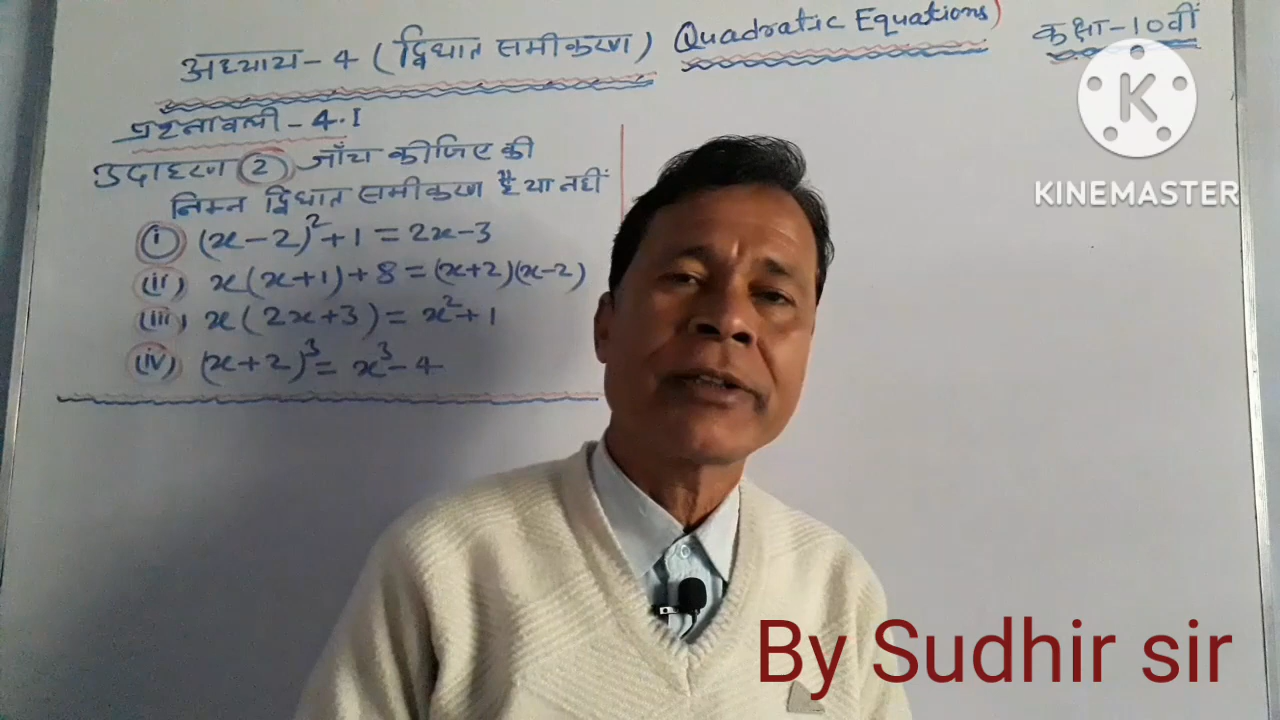 अध्याय-4 (द्विघात समीकरण) Quadratic Equations) कक्षा-10वीं
प्रश्नावली-4.1
उदाहरण (2) जाँच कीजिए की
निम्न द्विघात समीकरण है या नहीं
(i) (x-2)²+1=2x-3
(ii) x(x+1)+8=(x+2)(x-2)
(iii) x(2x+3)=x²+1
(iv) (x+2)³=x³-4
K
KINEMASTER
By Sudhir sir